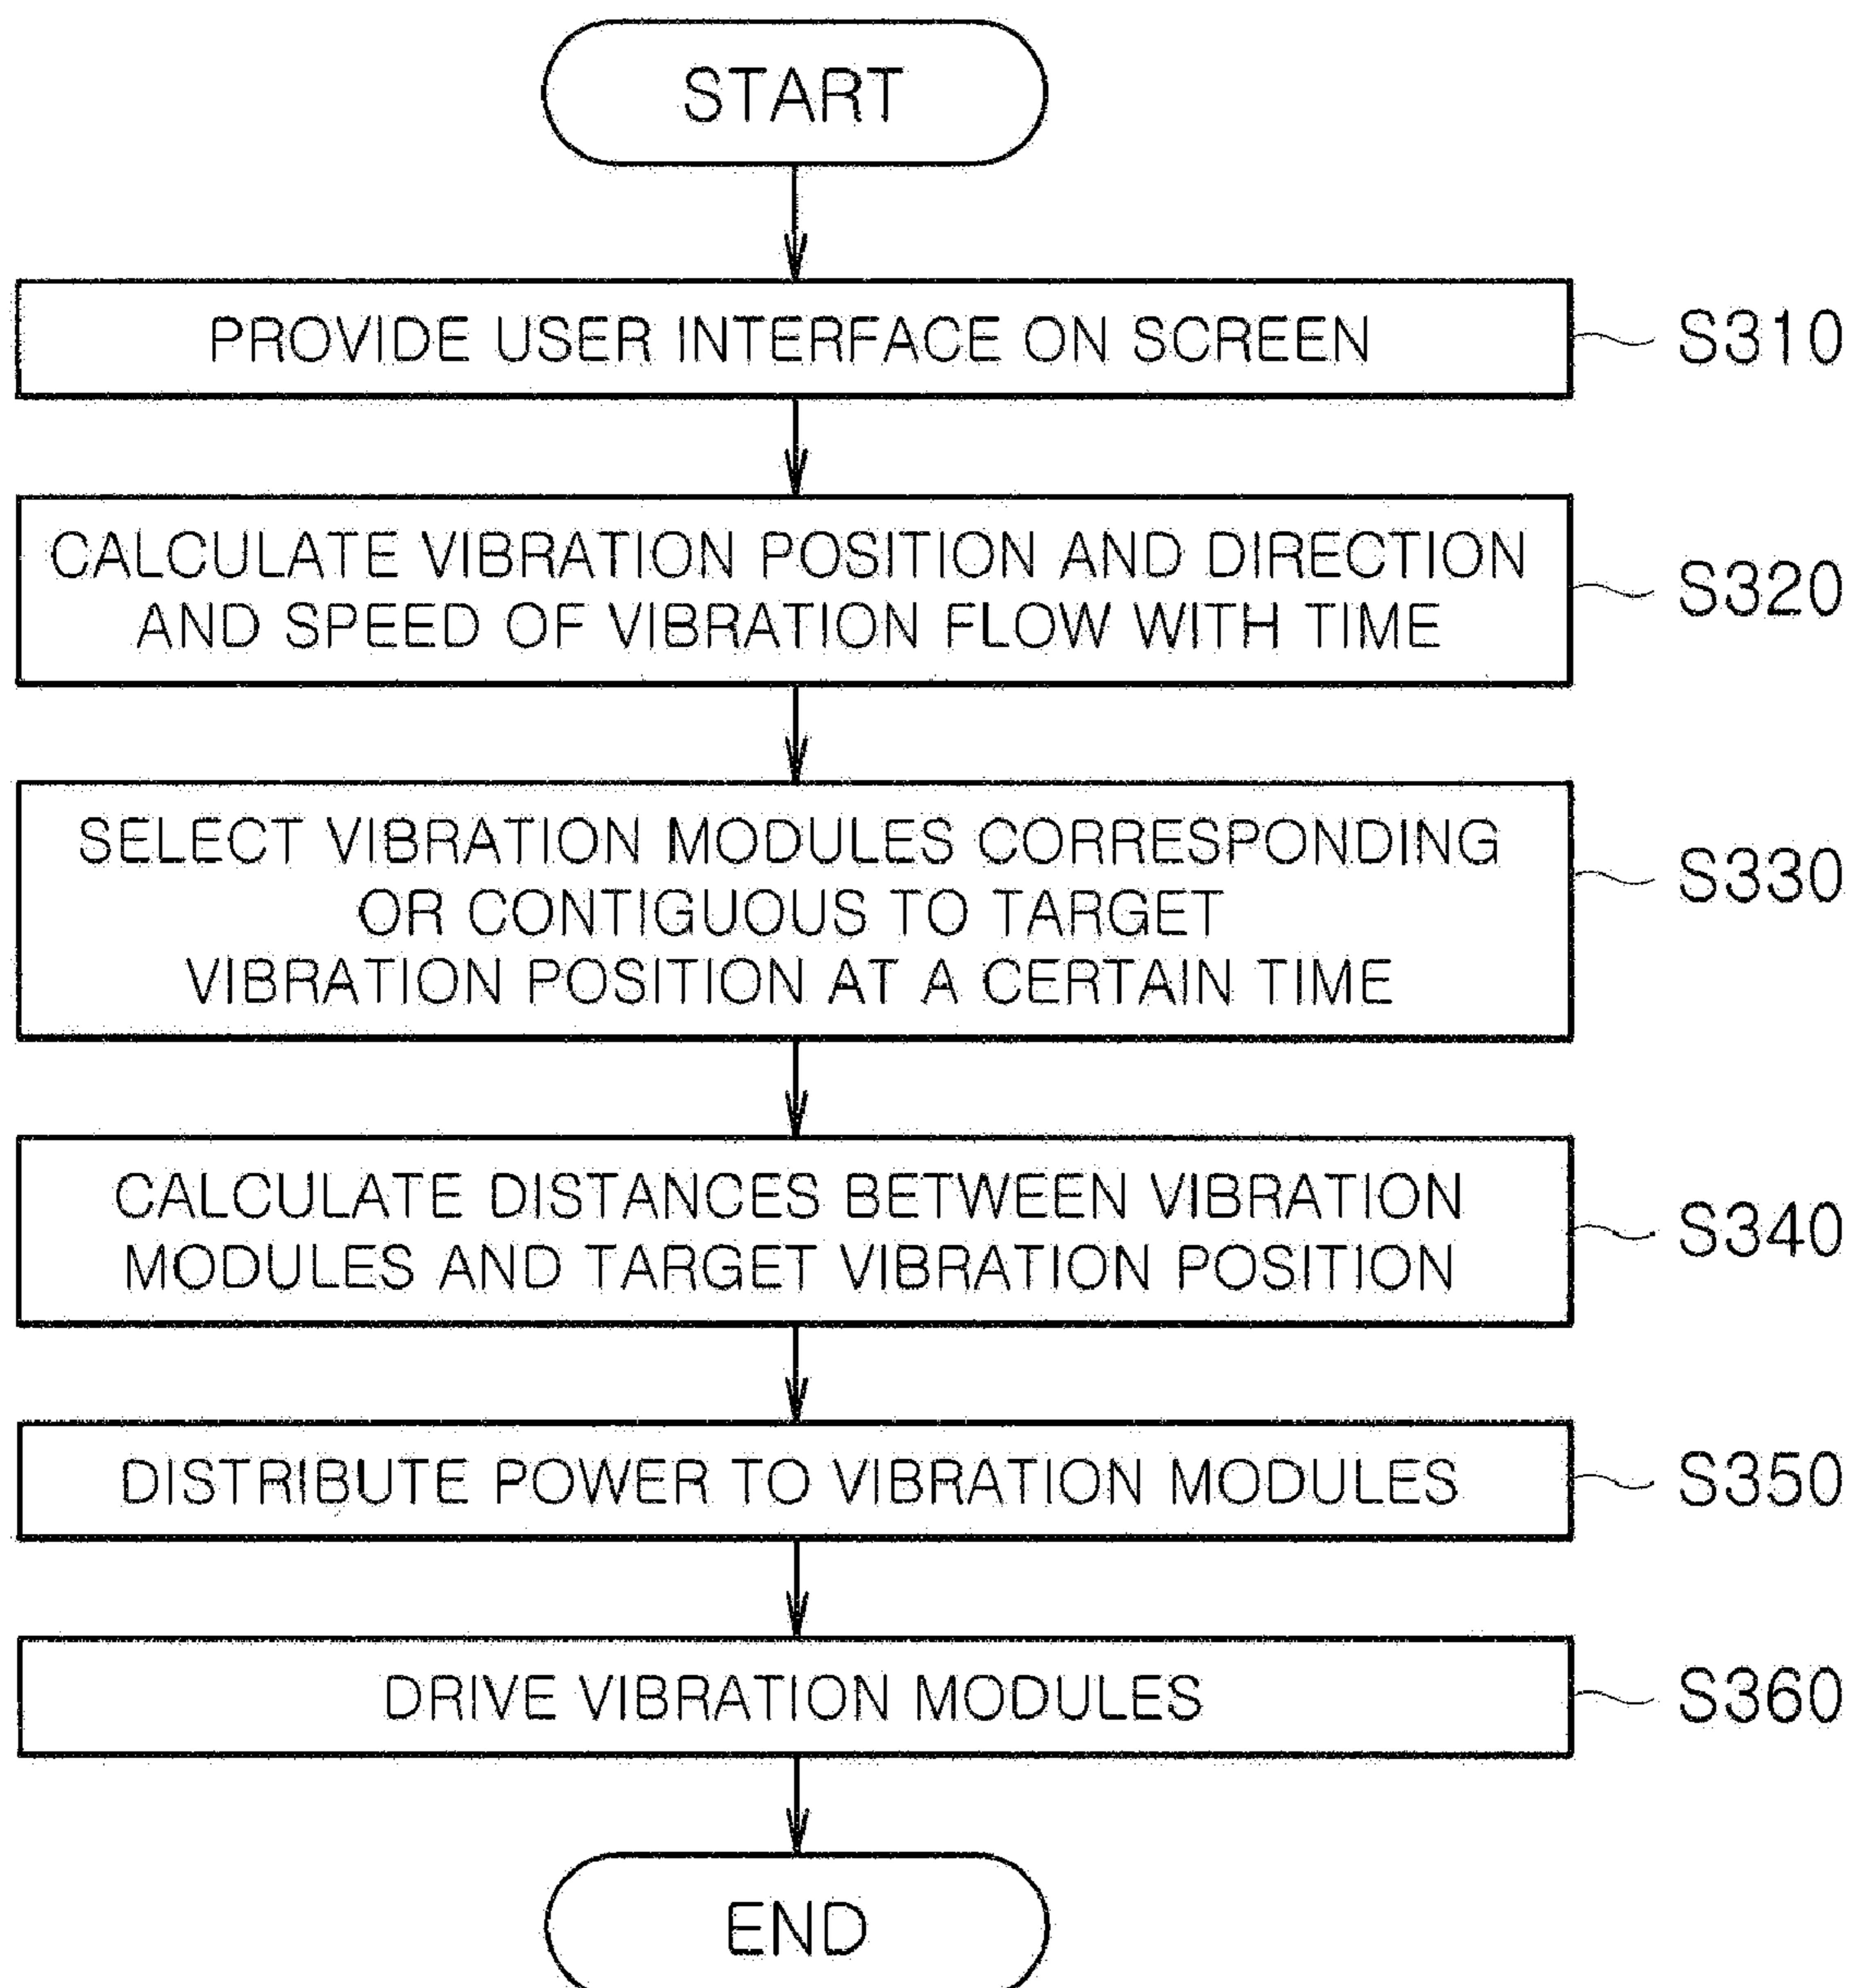 START
PROVIDE USER INTERFACE ON SCREEN
S310
CALCULATE VIBRATION POSITION AND DIRECTION
AND SPEED OF VIBRATION FLOW WITH TIME
S320
SELECT VIBRATION MODULES CORRESPONDING
OR CONTIGUOUS TO TARGET
VIBRATION POSITION AT A CERTAIN TIME
S330
CALCULATE DISTANCES BETWEEN VIBRATION
MODULES AND TARGET VIBRATION POSITION
S340
DISTRIBUTE POWER TO VIBRATION MODULES
S350
DRIVE VIBRATION MODULES
S360
END